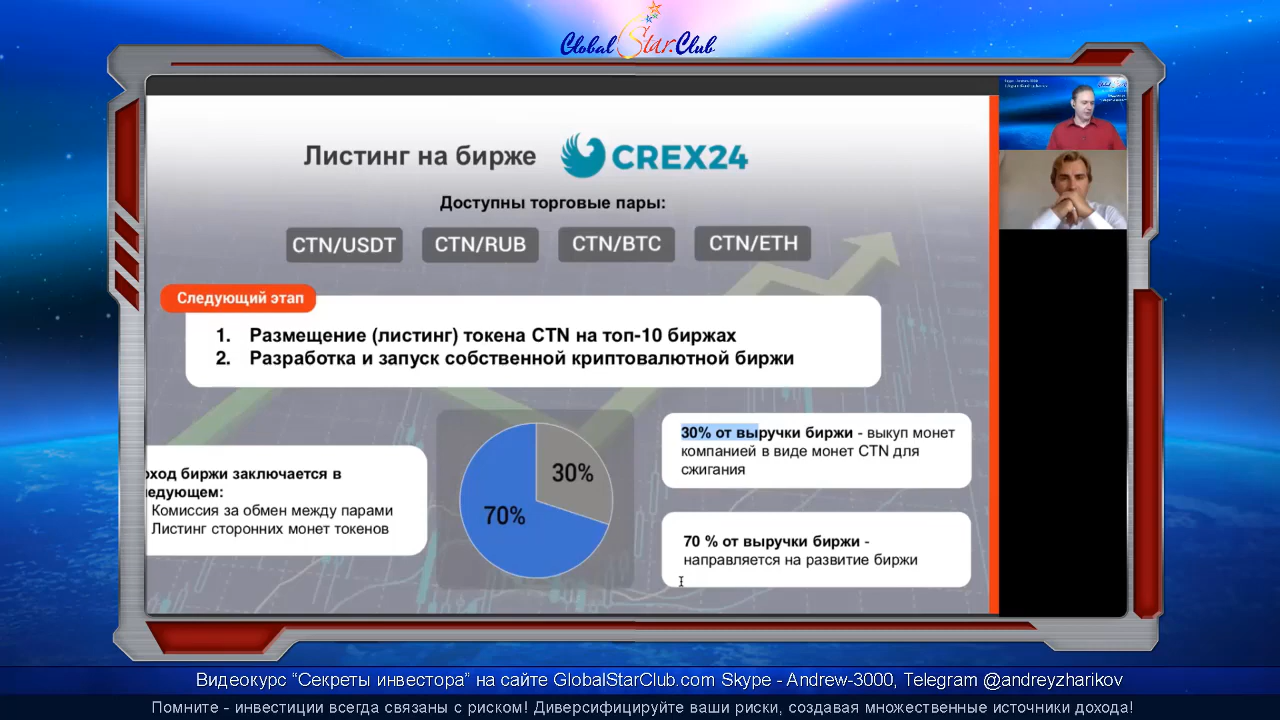 Global Star.Club
Листинг на бирже CREX24
Доступны торговые пары:
CTN/USDT CTN/RUB CTN/BTC CTN/ETH
Следующий этап
1. Размещение (листинг) токена CTN на топ-10 биржах
2. Разработка и запуск собственной криптовалютной биржи
30% от выручки биржи - выкуп монет
компанией в виде монет CTN для
сжигания
оход биржи заключается в
едующем:
Комиссия за обмен между парами
Листинг сторонних монет токенов
30%
70%
70 % от выручки биржи -
направляется на развитие биржи
Видеокурс “Секреты инвестора” на сайте GlobalStarClub.com Skype - Andrew-3000, Telegram @andreyzharikov
Помните - инвестиции всегда связаны с риском! Диверсифицируйте ваши риски, создавая множественные источники дохода!